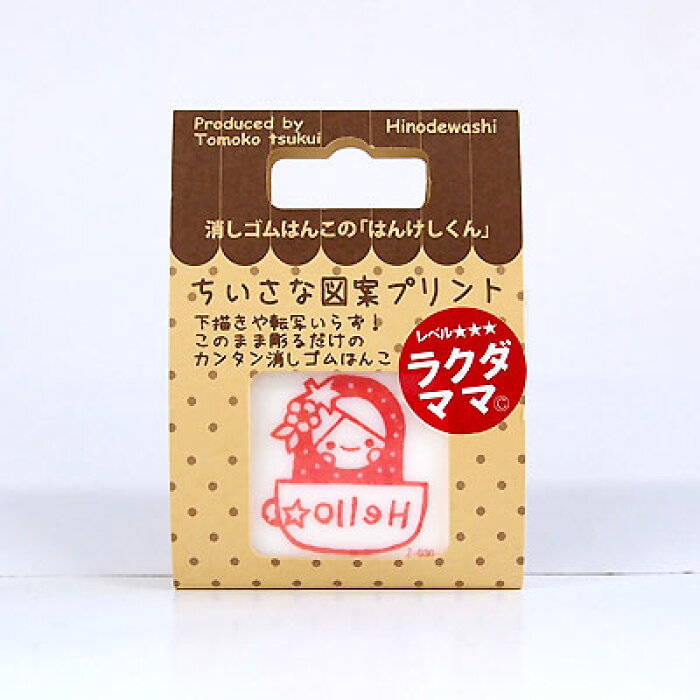 Produced by
Tomoko tsukui
Hinodewashi
消しゴムはんこの「はんけしくん」
ちいさな図案プリント
下描きや転写いらず!
このまま彫るだけの
カンタン消しゴムはんこ
レベル★★★
ラクダ
ママ©
Hello☆